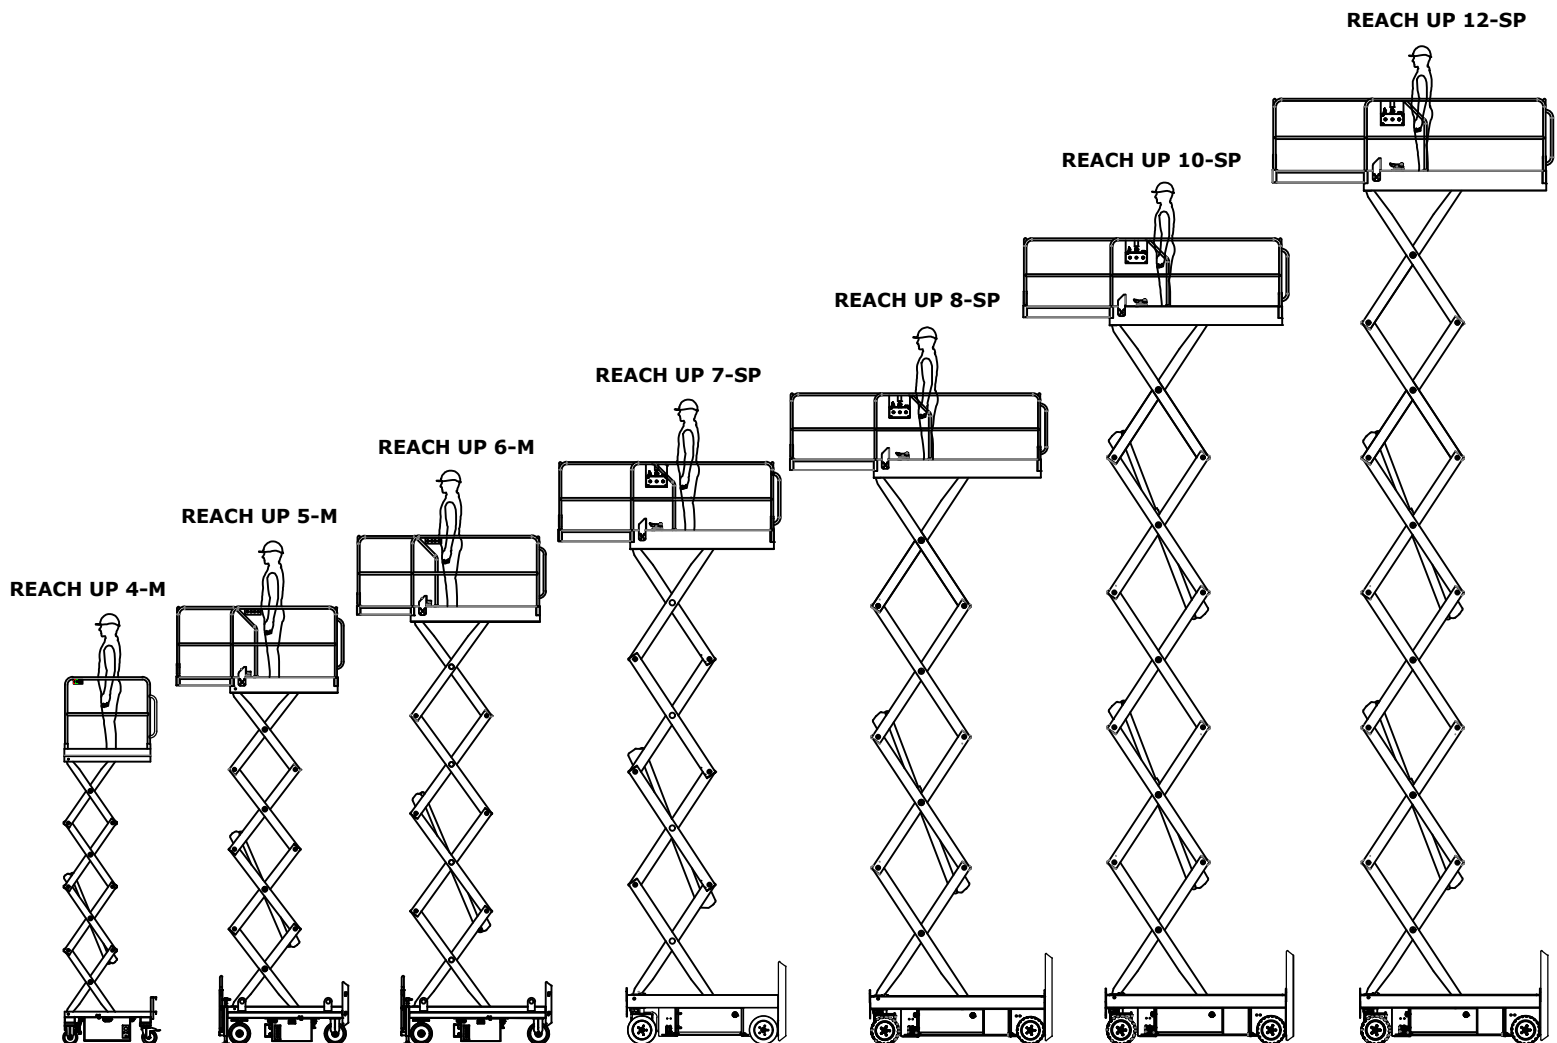 REACH UP 12-SP
REACH UP 10-SP
REACH UP 8-SP
REACH UP 7-SP
REACH UP 6-M
REACH UP 5-M
REACH UP 4-M